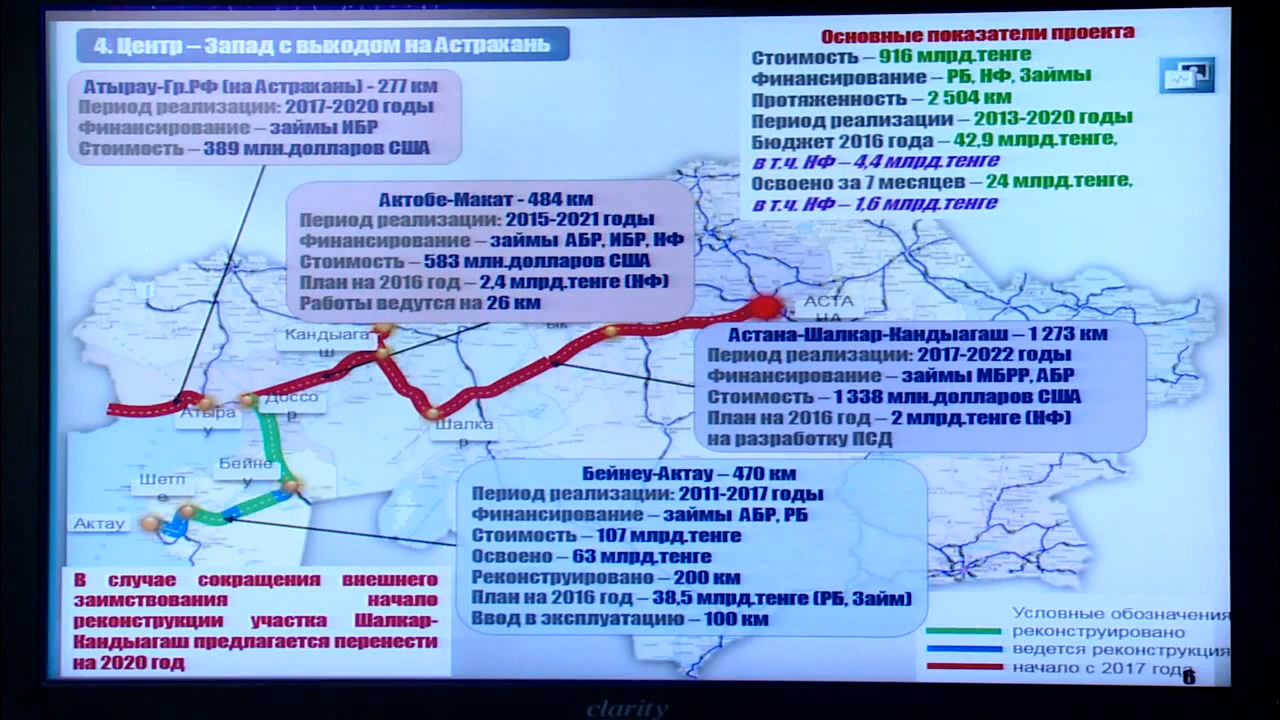 4. Центр – Запад с выходом на Астрахань
Основные показатели проекта
Стоимость – 916 млрд.тенге
Финансирование – РБ, НФ, Займы
Протяженность – 2 504 км
Период реализации – 2013-2020 годы
Бюджет 2016 года – 42,9 млрд.тенге,
в т.ч. НФ – 4,4 млрд.тенге
Освоено за 7 месяцев – 24 млрд.тенге,
в т.ч. НФ – 1,6 млрд.тенге
Атырау-Гр.РФ (на Астрахань) - 277 км
Период реализации: 2017-2020 годы
Финансирование – займы ИБР
Стоимость – 389 млн.долларов США
Актобе-Макат - 484 км
Период реализации: 2015-2021 годы
Финансирование – займы АБР, ИБР, НФ
Стоимость – 583 млн.долларов США
План на 2016 год – 2,4 млрд.тенге (НФ)
Работы ведутся на 26 км
АСТА
НА
Кандыага
ш
ык
Астана-Шалкар-Кандыагаш – 1 273 км
Период реализации: 2017-2022 годы
Финансирование – займы МБРР, АБР
Стоимость – 1 338 млн.долларов США
План на 2016 год – 2 млрд.тенге (НФ)
на разработку ПСД
Атыра
у
Доссо
р
Шалка
р
Бейне
у
Шетп
е
Актау
Бейнеу-Актау – 470 км
Период реализации: 2011-2017 годы
Финансирование – займы АБР, РБ
Стоимость – 107 млрд.тенге
Освоено – 63 млрд.тенге
Реконструировано – 200 км
План на 2016 год – 38,5 млрд.тенге (РБ, Займ)
Ввод в эксплуатацию – 100 км
В случае сокращения внешнего
заимствования начало
реконструкции участка Шалкар-
Кандыагаш предлагается перенести
на 2020 год
Условные обозначения
реконструировано
ведется реконструкция
начало с 2017 года
6
clarity